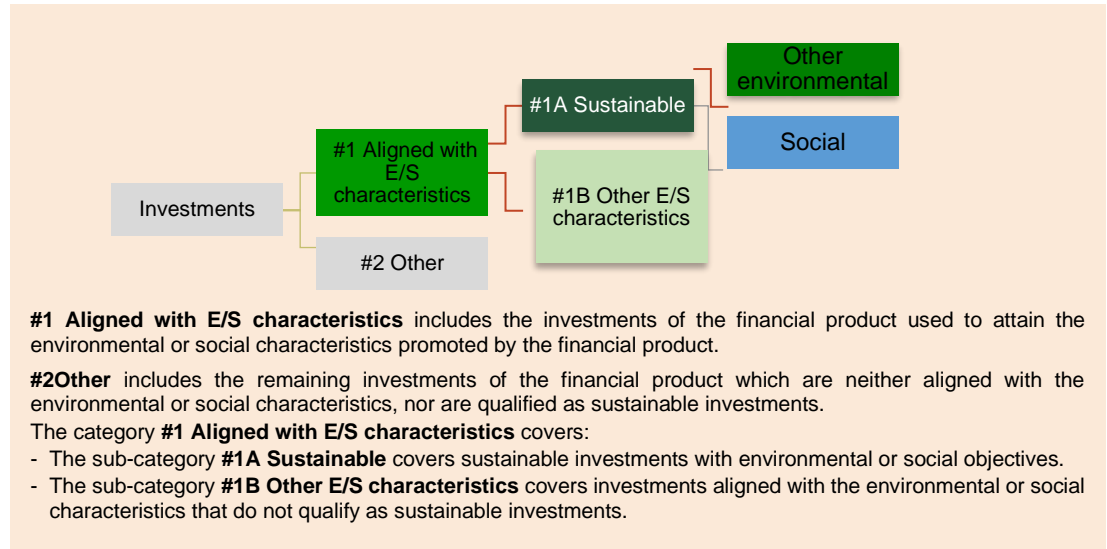 Other
environmental
#1A Sustainable
Social
#1 Aligned with
E/S
characteristics
#1B Other E/S
characteristics
Investments
#2 Other
#1 Aligned with E/S characteristics includes the investments of the financial product used to attain the
environmental or social characteristics promoted by the financial product.
#2Other includes the remaining investments of the financial product which are neither aligned with the
environmental or social characteristics, nor are qualified as sustainable investments.
The category #1 Aligned with E/S characteristics covers:
- The sub-category #1A Sustainable covers sustainable investments with environmental or social objectives.
- The sub-category #1B Other E/S characteristics covers investments aligned with the environmental or social
characteristics that do not qualify as sustainable investments.